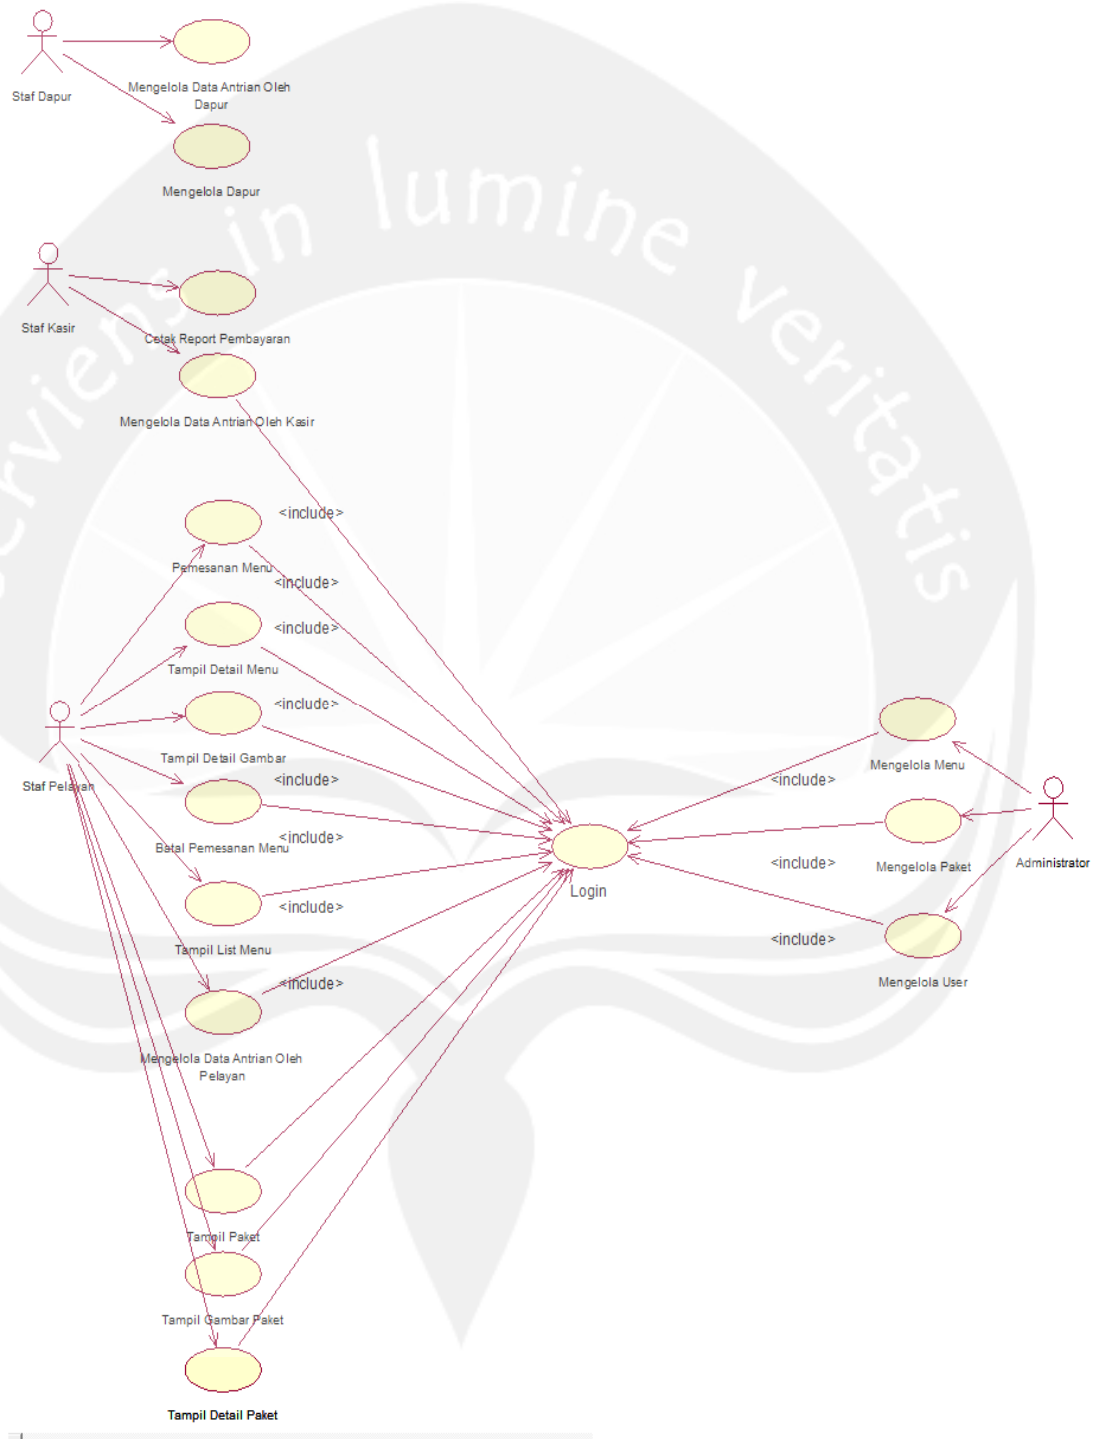 Staf Dapur
Mengelola Data Antrian Oleh
Dapur
Mengelola Dapur
serviens in lumine veritatis
Staf Kasir
Cetak Report Pembayaran
Mengelola Data Antrian Oleh Kasir
<include>
Pemesanan Menu
<include>
<include>
Tampil Detail Menu
<include>
Tampil Detail Gambar
Staf Pelayan
<include>
Batal Pemesanan Menu
<include>
Tampil List Menu
<include>
<include>
Mengelola Data Antrian Oleh
Pelayan
Tampil Paket
Tampil Gambar Paket
Tampil Detail Paket
Login
Mengelola Menu
<include>
Mengelola Paket
<include>
Administrator
<include>
Mengelola User